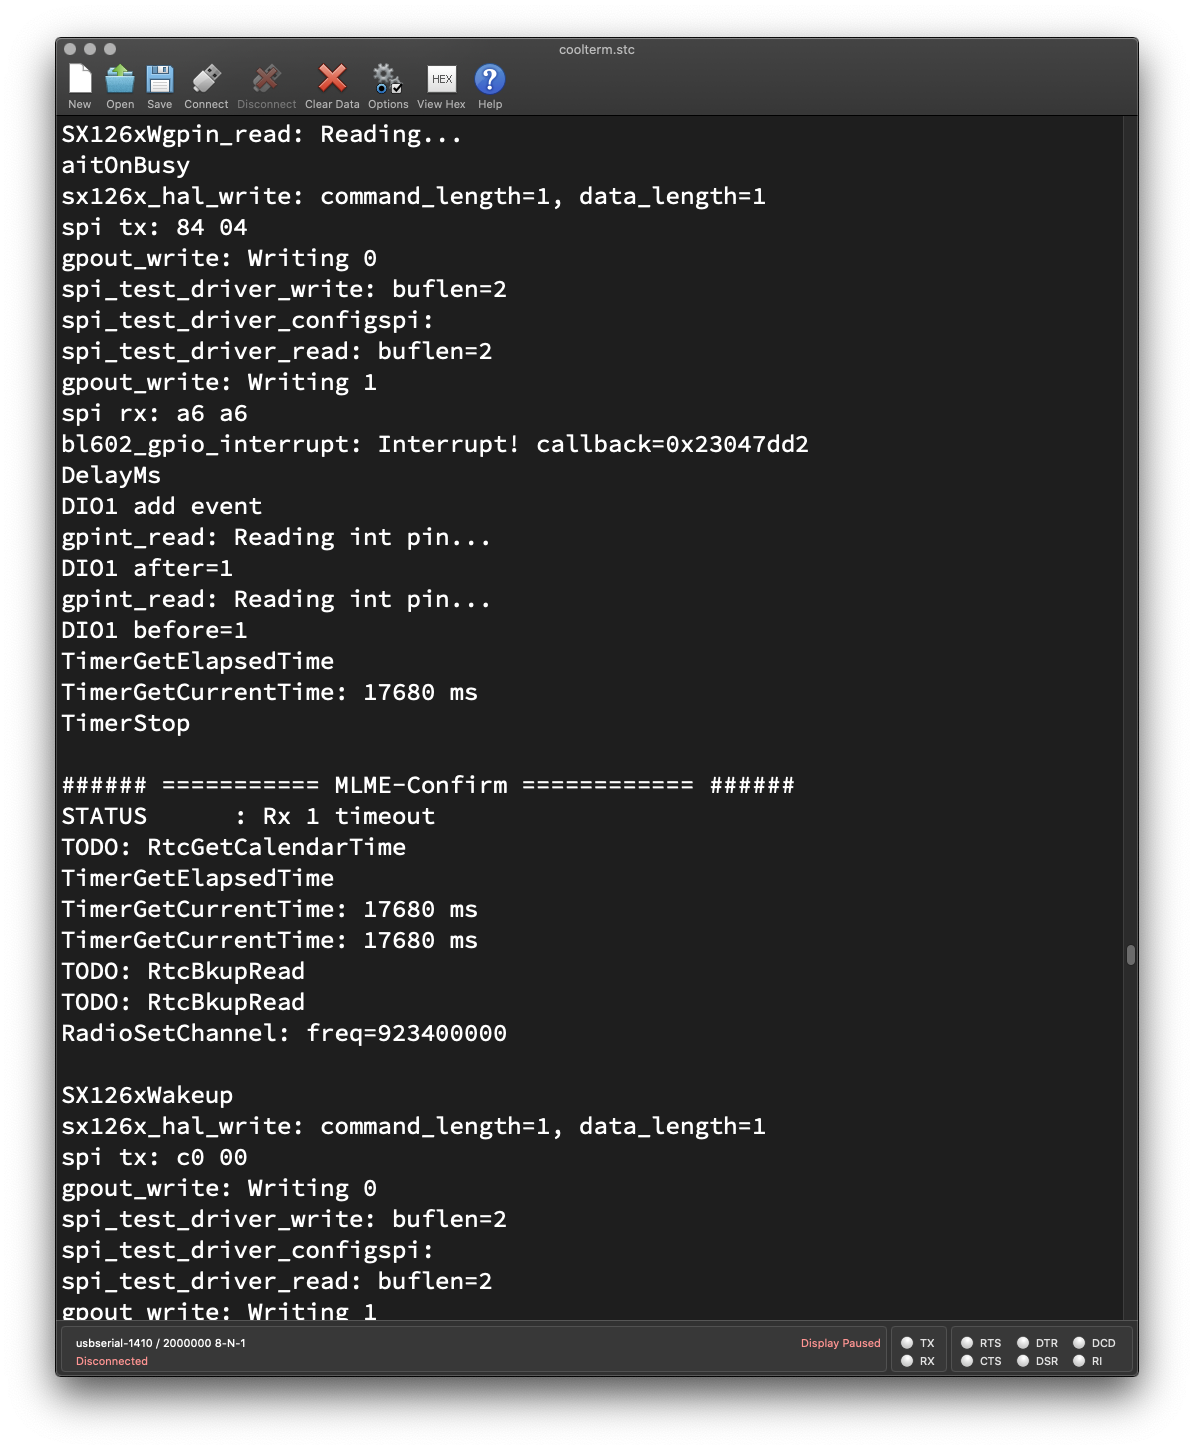 coolterm.stc
New Open Save Connect Disconnect Clear Data Options HEX View Hex ? Help
SX126xWgpin_read: Reading...
aitOnBusy
sx126x_hal_write: command_length=1, data_length=1
spi tx: 84 04
gpout_write: Writing 0
spi_test_driver_write: buflen=2
spi_test_driver_configspi:
spi_test_driver_read: buflen=2
gpout_write: Writing 1
spi rx: a6 a6
bl602_gpio_interrupt: Interrupt! callback=0x23047dd2
DelayMs
DIO1 add event
gpint_read: Reading int pin...
DIO1 after=1
gpint_read: Reading int pin...
DIO1 before=1
TimerGetElapsedTime
TimerGetCurrentTime: 17680 ms
TimerStop

###### =========== MLME-Confirm ============ ######
STATUS      : Rx 1 timeout
TODO: RtcGetCalendarTime
TimerGetElapsedTime
TimerGetCurrentTime: 17680 ms
TimerGetCurrentTime: 17680 ms
TODO: RtcBkupRead
TODO: RtcBkupRead
RadioSetChannel: freq=923400000

SX126xWakeup
sx126x_hal_write: command_length=1, data_length=1
spi tx: c0 00
gpout_write: Writing 0
spi_test_driver_write: buflen=2
spi_test_driver_configspi:
spi_test_driver_read: buflen=2
gpout_write: Writing 1
usbserial-1410 / 2000000 8-N-1
Disconnected
Display Paused
TX RTS DTR DCD
RX CTS DSR RI